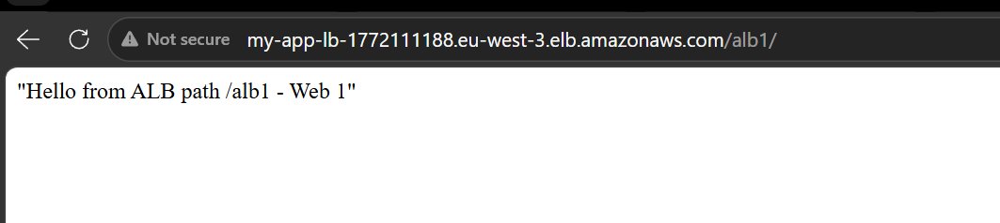 Not secure my-app-lb-1772111188.eu-west-3.elb.amazonaws.com/alb1/
"Hello from ALB path /alb1 - Web 1"